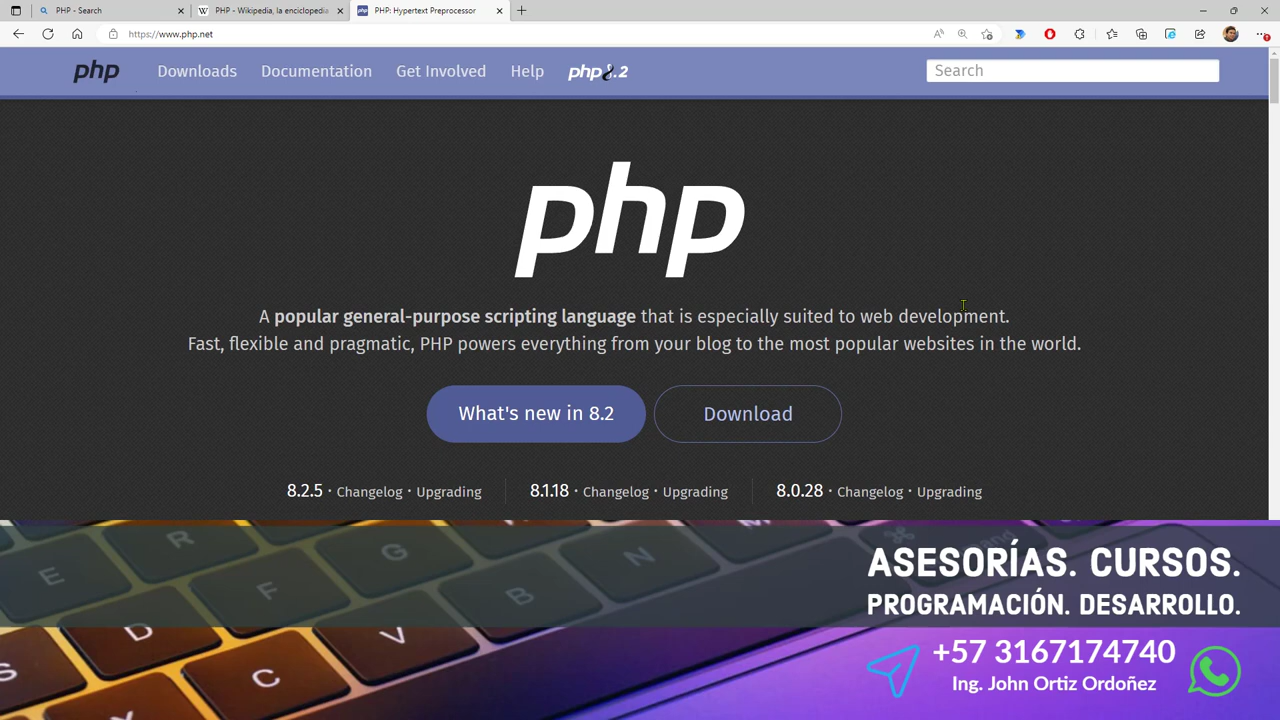 PHP - Search
PHP - Wikipedia, la enciclopedia
PHP: Hypertext Preprocessor
https://www.php.net
php
Downloads
Documentation
Get Involved
Help
php8.2
Search
php
A popular general-purpose scripting language that is especially suited to web development.
Fast, flexible and pragmatic, PHP powers everything from your blog to the most popular websites in the world.
What's new in 8.2
Download
8.2.5 · Changelog · Upgrading
8.1.18 · Changelog · Upgrading
8.0.28 · Changelog · Upgrading
E
R
F
D
C
G
V
B
N
ASESORÍAS. CURSOS.
PROGRAMACIÓN. DESARROLLO.
+57 3167174740
Ing. John Ortiz Ordoñez